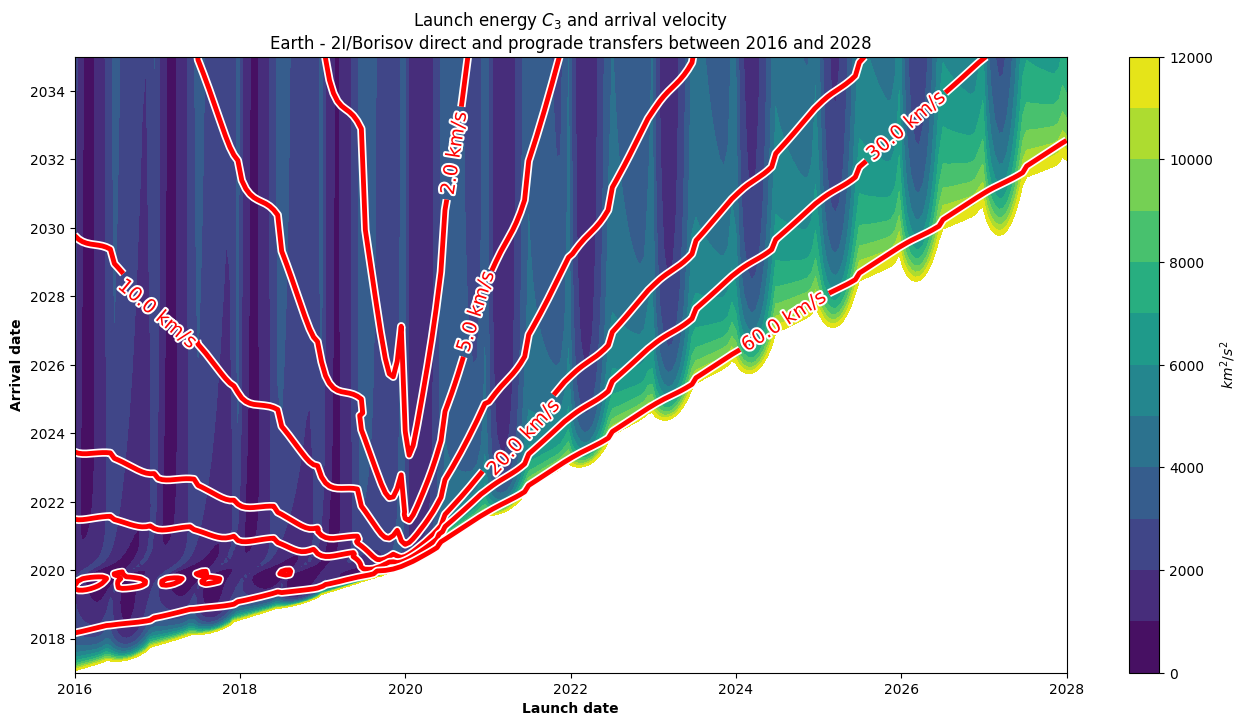 Launch energy $C_3$ and arrival velocity
Earth - 2I/Borisov direct and prograde transfers between 2016 and 2028
Arrival date
2034
2032
2030
2028
2026
2024
2022
2020
2018
10.0 km/s
2.0 km/s
5.0 km/s
20.0 km/s
30.0 km/s
60.0 km/s
2016
2018
2020
2022
2024
2026
2028
Launch date
12000
10000
8000
6000
4000
2000
0
km²/s²